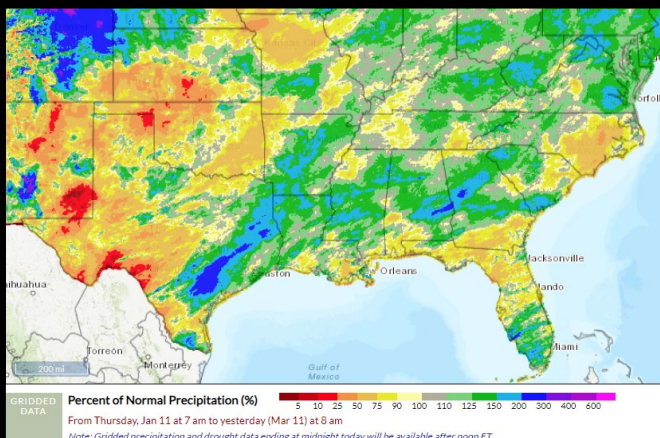 orfoll
Jacksonville
uston
Orleans
lando
ihuahua
Miami
Torreón
200 mi
Monterrey
Gulf of
Mexico
GRIDDED
DATA
Percent of Normal Precipitation (%)
5 10 25 50 75 90 100 110 125 150 200 300 400 600
From Thursday, Jan 11 at 7 am to yesterday (Mar 11) at 8 am
Note: Gridded precipitation and drought data ending at midnight today will be available after noon ET